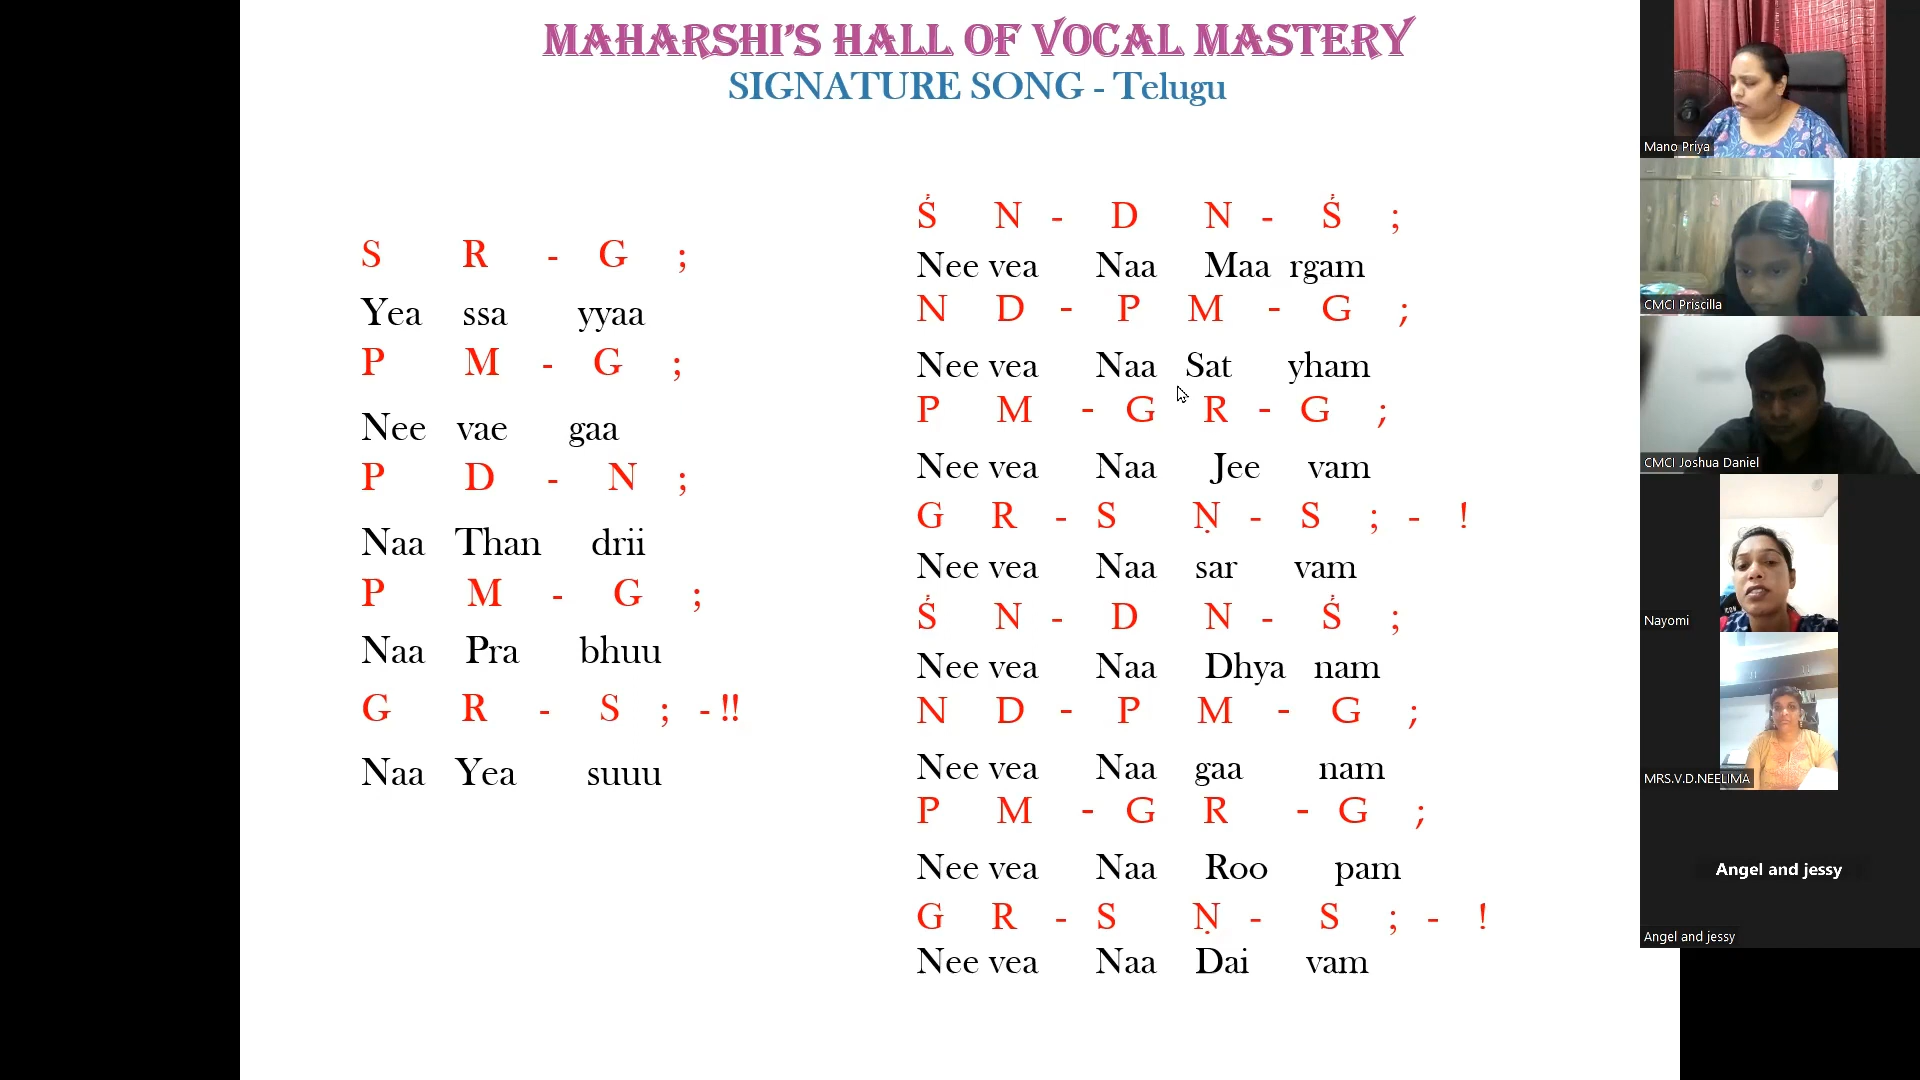 MAHARSHI'S HALL OF VOCAL MASTERY
SIGNATURE SONG - Telugu
S R - G ;
Yea ssa yyaa
P M - G ;
Nee vae gaa
P D - N ;
Naa Than drii
P M - G ;
Naa Pra bhuu
G R - S ; - !!
Naa Yea suuu
Ṡ N - D N - Ṡ ;
Nee vea Naa Maa rgam
N D - P M - G ;
Nee vea Naa Sat yham
P M - G R - G ;
Nee vea Naa Jee vam
G R - S Ṇ - S ; - !
Nee vea Naa sar vam
Ṡ N - D N - Ṡ ;
Nee vea Naa Dhya nam
N D - P M - G ;
Nee vea Naa gaa nam
P M - G R - G ;
Nee vea Naa Roo pam
G R - S Ṇ - S ; - !
Nee vea Naa Dai vam
Mano Priya
CMCI Priscilla
CMCI Joshua Daniel
Nayomi
MRS.V.D.NEELIMA
Angel and jessy
Angel and jessy